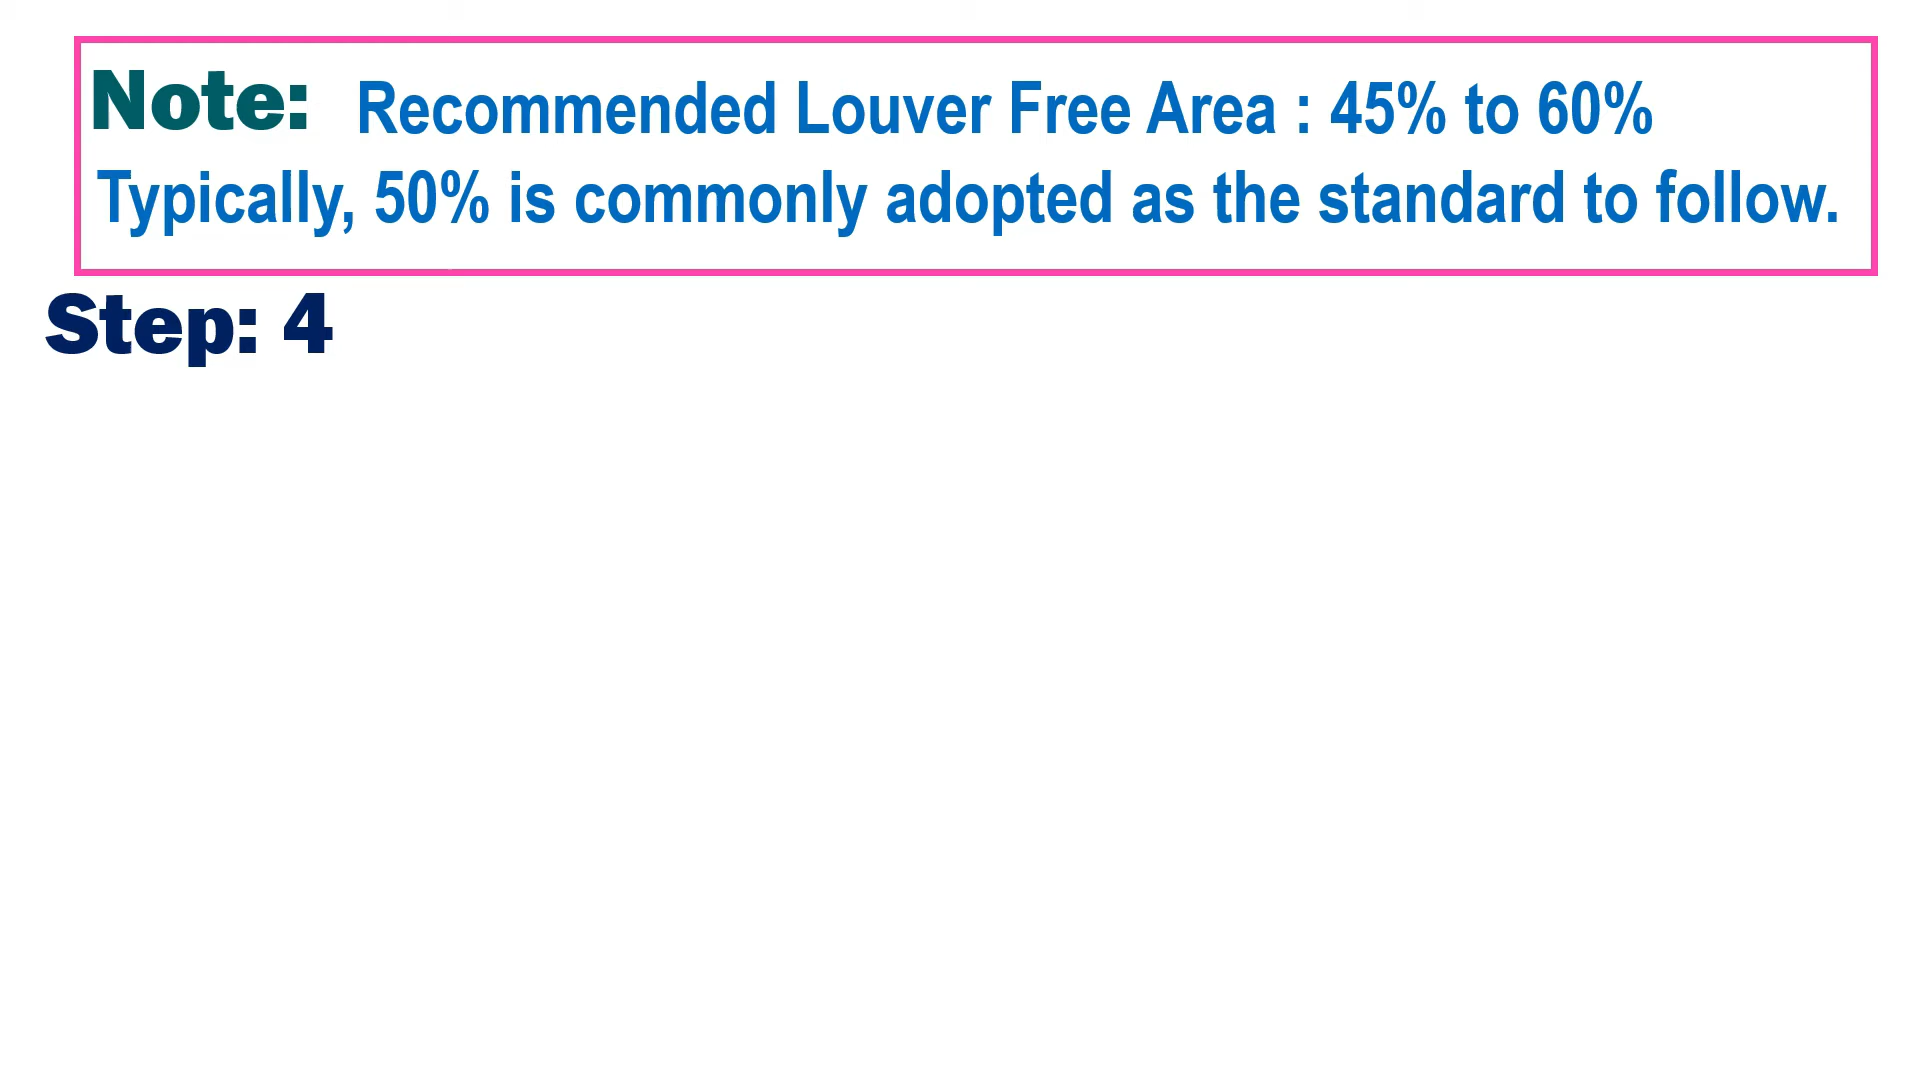 Note: Recommended Louver Free Area : 45% to 60%
Typically, 50% is commonly adopted as the standard to follow.
Step: 4